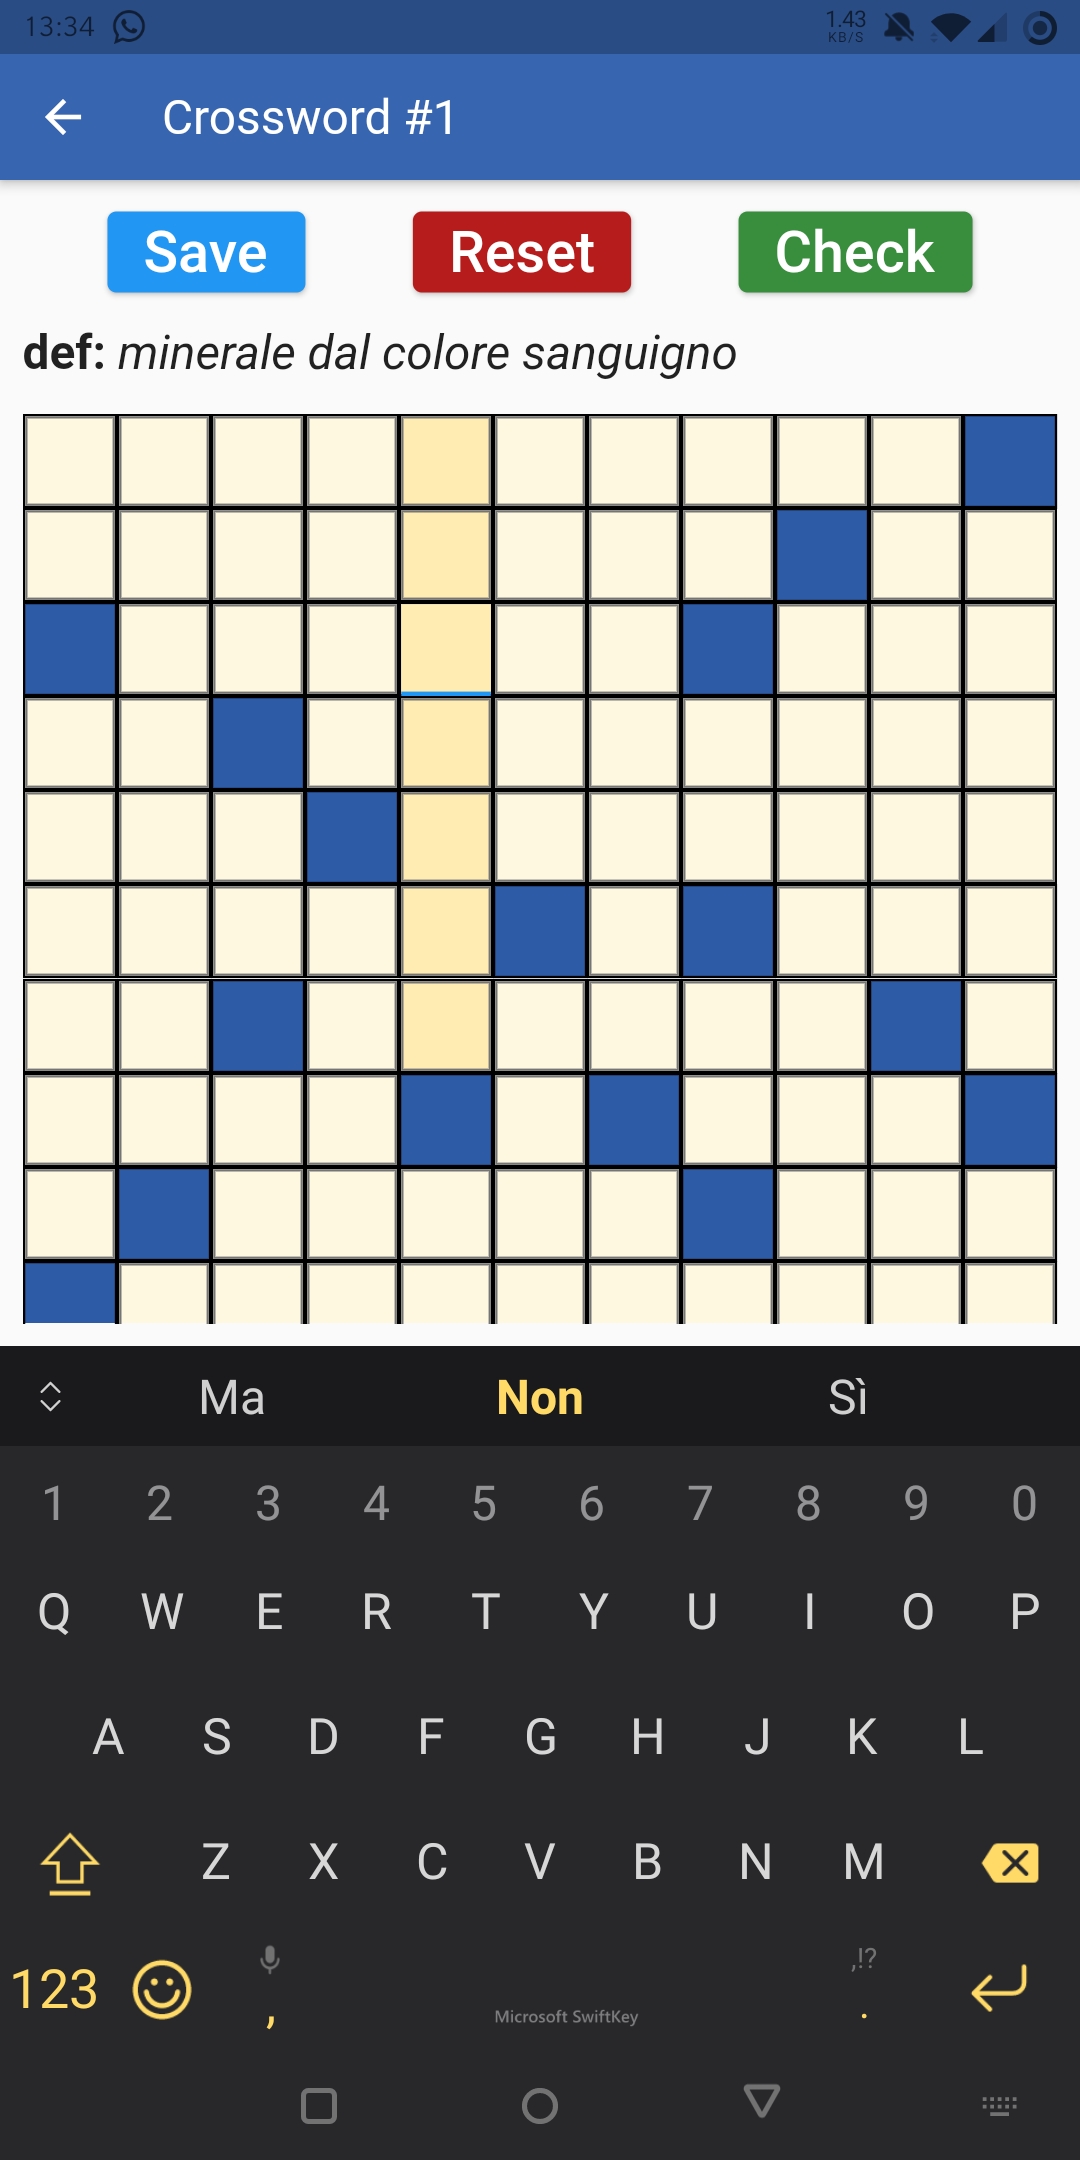 13:34
1.43
KB/S
Crossword #1
Save Reset Check
def: minerale dal colore sanguigno
Ma Non Sì
1 2 3 4 5 6 7 8 9 0
Q W E R T Y U I O P
A S D F G H J K L
Z X C V B N M
,!?
123 , Microsoft SwiftKey .